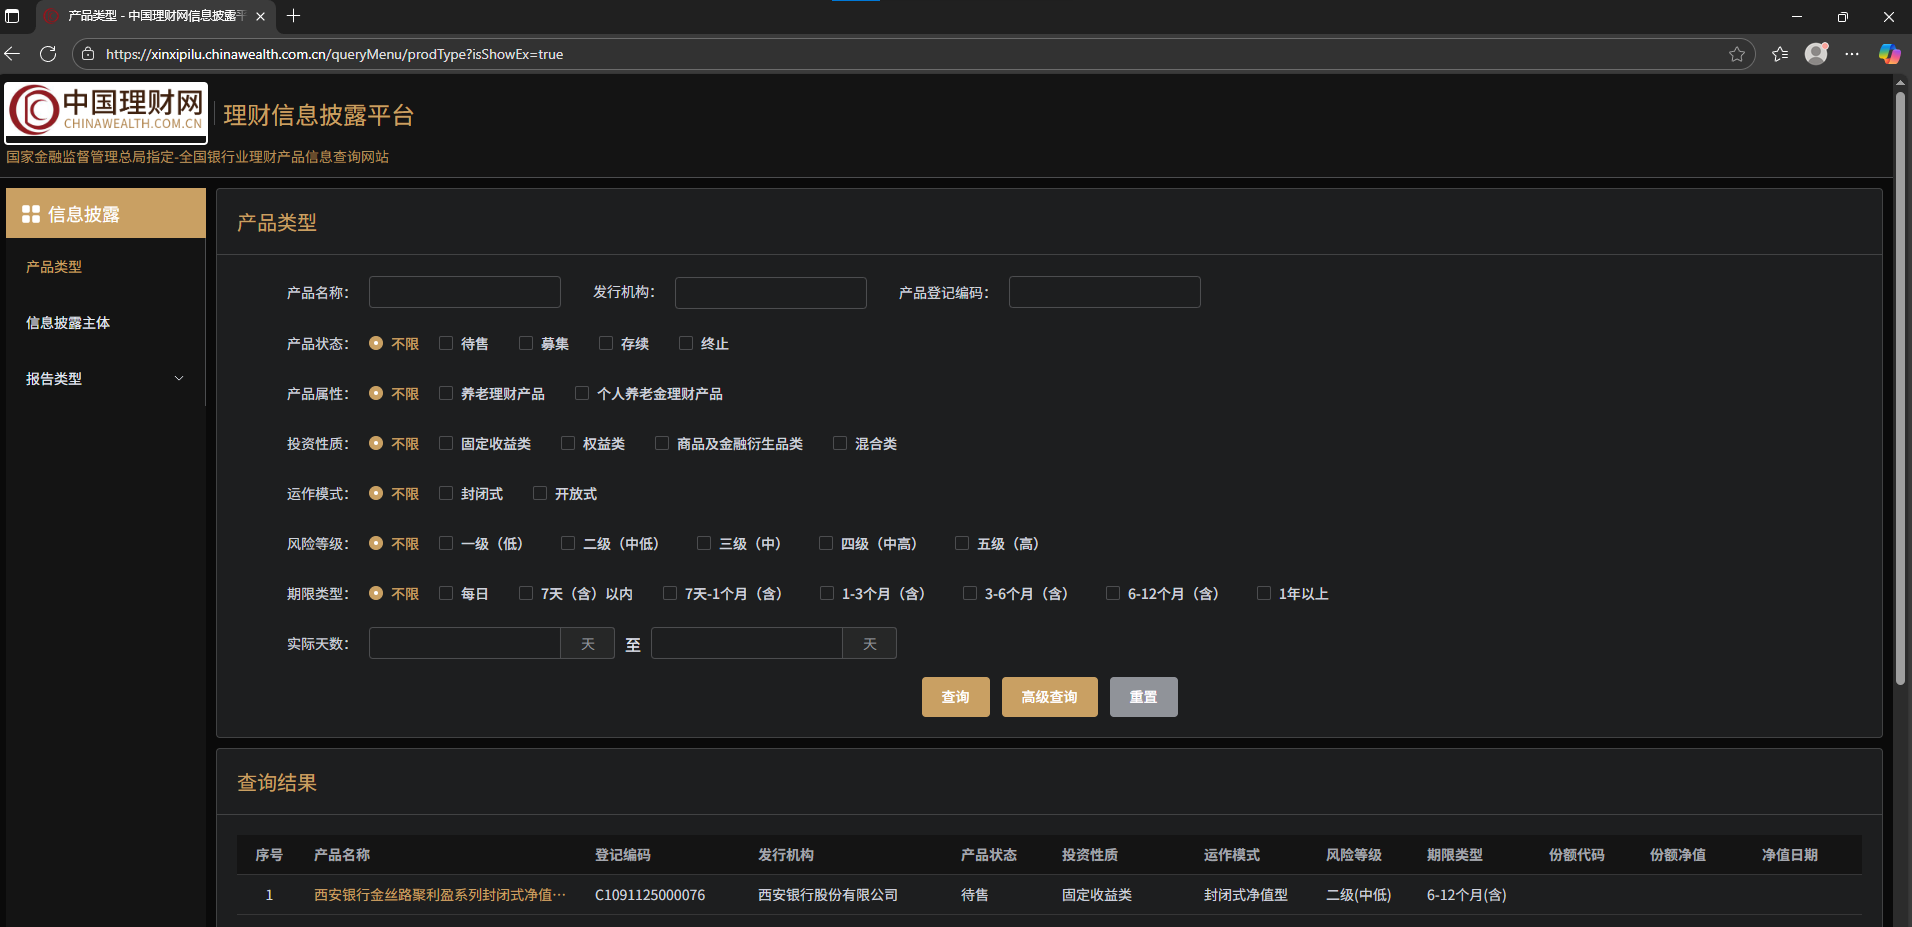 产品类型 - 中国理财网信息披露平
https://xinxipilu.chinawealth.com.cn/queryMenu/prodType?isShowEx=true
中国理财网
CHINAWEALTH.COM.CN
理财信息披露平台
国家金融监督管理总局指定-全国银行业理财产品信息查询网站
信息披露
产品类型
信息披露主体
报告类型
产品类型
产品名称： 发行机构： 产品登记编码：
产品状态： 不限 待售 募集 存续 终止
产品属性： 不限 养老理财产品 个人养老金理财产品
投资性质： 不限 固定收益类 权益类 商品及金融衍生品类 混合类
运作模式： 不限 封闭式 开放式
风险等级： 不限 一级（低） 二级（中低） 三级（中） 四级（中高） 五级（高）
期限类型： 不限 每日 7天（含）以内 7天-1个月（含） 1-3个月（含） 3-6个月（含） 6-12个月（含） 1年以上
实际天数： 天 至 天
查询 高级查询 重置
查询结果
序号 产品名称 登记编码 发行机构 产品状态 投资性质 运作模式 风险等级 期限类型 份额代码 份额净值 净值日期
1 西安银行金丝路聚利盈系列封闭式净值… C1091125000076 西安银行股份有限公司 待售 固定收益类 封闭式净值型 二级(中低) 6-12个月(含)